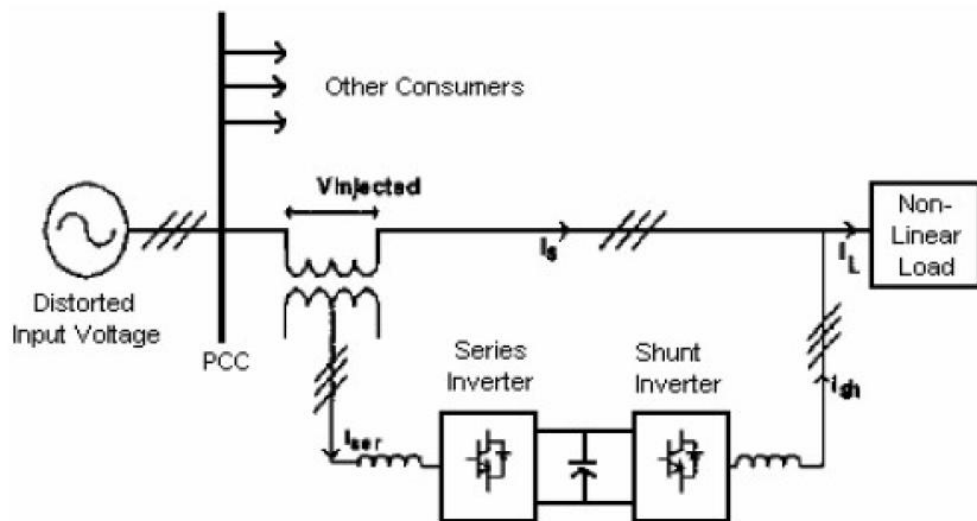 Other Consumers
VInjected
Non-
Linear
Load
Is
IL
Distorted
Input Voltage
PCC
Series
Inverter
Shunt
Inverter
ish
Iser